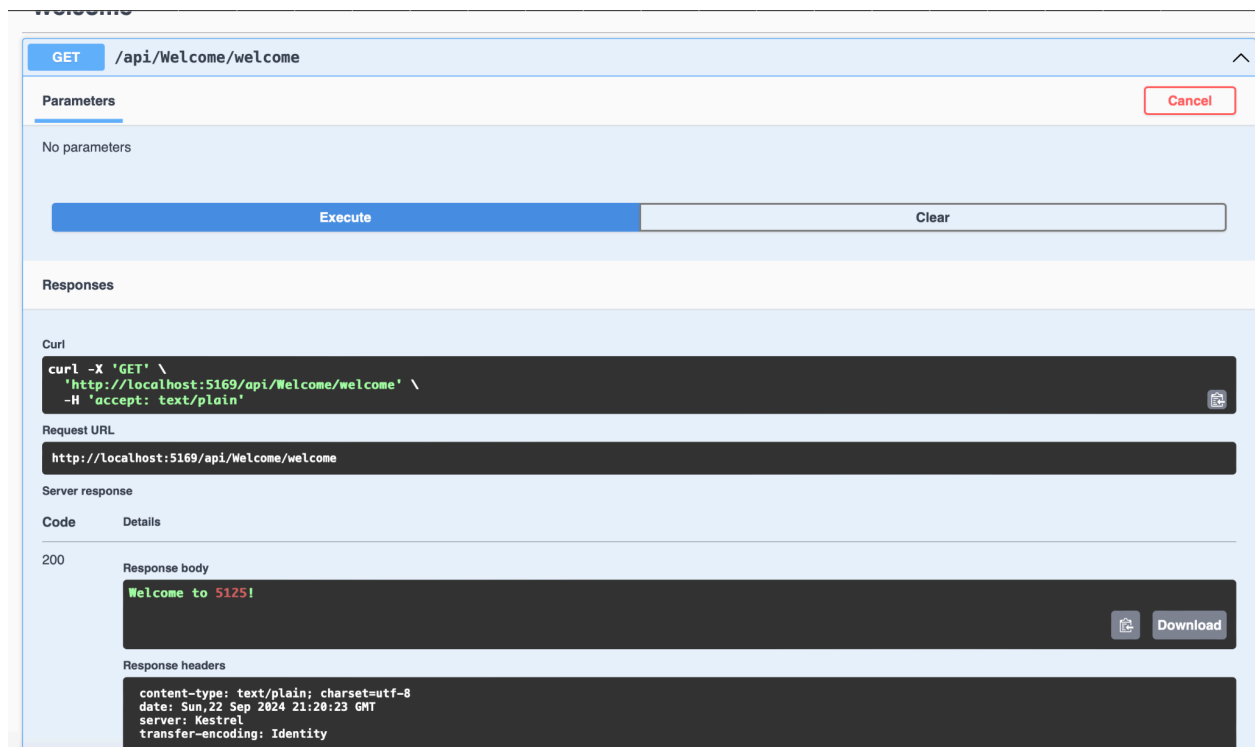 Welcome
GET /api/Welcome/welcome
Parameters
Cancel
No parameters
Execute
Clear
Responses
Curl
curl -X 'GET' \
'http://localhost:5169/api/Welcome/welcome' \
-H 'accept: text/plain'
Request URL
http://localhost:5169/api/Welcome/welcome
Server response
Code Details
200
Response body
Welcome to 5125!
Download
Response headers
content-type: text/plain; charset=utf-8
date: Sun,22 Sep 2024 21:20:23 GMT
server: Kestrel
transfer-encoding: Identity